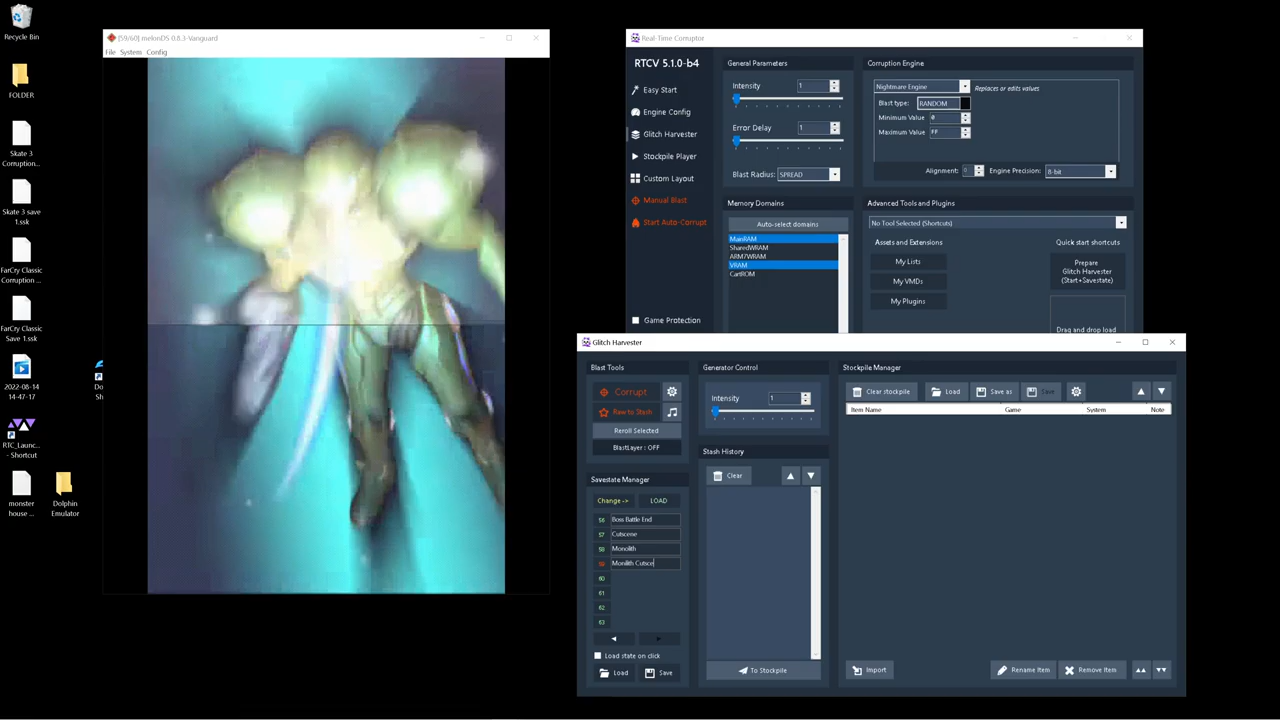 Recycle Bin
FOLDER
Skate 3
Corruption...
Skate 3 save
1.ssk
FarCry Classic
Corruption ...
FarCry Classic
Save 1.ssk
2022-08-14
14-47-17
RTC_Launc...
- Shortcut
monster
house ...
Dolphin
Emulator
[59/60] melonDS 0.8.3-Vanguard
File System Config
Real-Time Corruptor
RTCV 5.1.0-b4
Easy Start
Engine Config
Glitch Harvester
Stockpile Player
Custom Layout
Manual Blast
Start Auto-Corrupt
Game Protection
General Parameters
Intensity 1
Error Delay 1
Blast Radius: SPREAD
Memory Domains
Auto-select domains
MainRAM
SharedWRAM
ARM7WRAM
VRAM
CartROM
Corruption Engine
Nightmare Engine Replaces or edits values
Blast type: RANDOM
Minimum Value 0
Maximum Value FF
Alignment: Engine Precision: 8-bit
Advanced Tools and Plugins
No Tool Selected (Shortcuts)
Assets and Extensions
My Lists
My VMDs
My Plugins
Quick start shortcuts
Prepare
Glitch Harvester
(Start+Savestate)
Drag and drop load
Glitch Harvester
Blast Tools
Corrupt
Raw to Stash
Reroll Selected
BlastLayer : OFF
Savestate Manager
Change -> LOAD
56 Boss Battle End
57 Cutscene
58 Monolith
Monilith Cutsce
60
61
62
63
Load state on click
Load Save
Generator Control
Intensity 1
Stash History
Clear
To Stockpile
Stockpile Manager
Clear stockpile Load Save as Save
Item Name Game System Note
Import Rename Item Remove Item